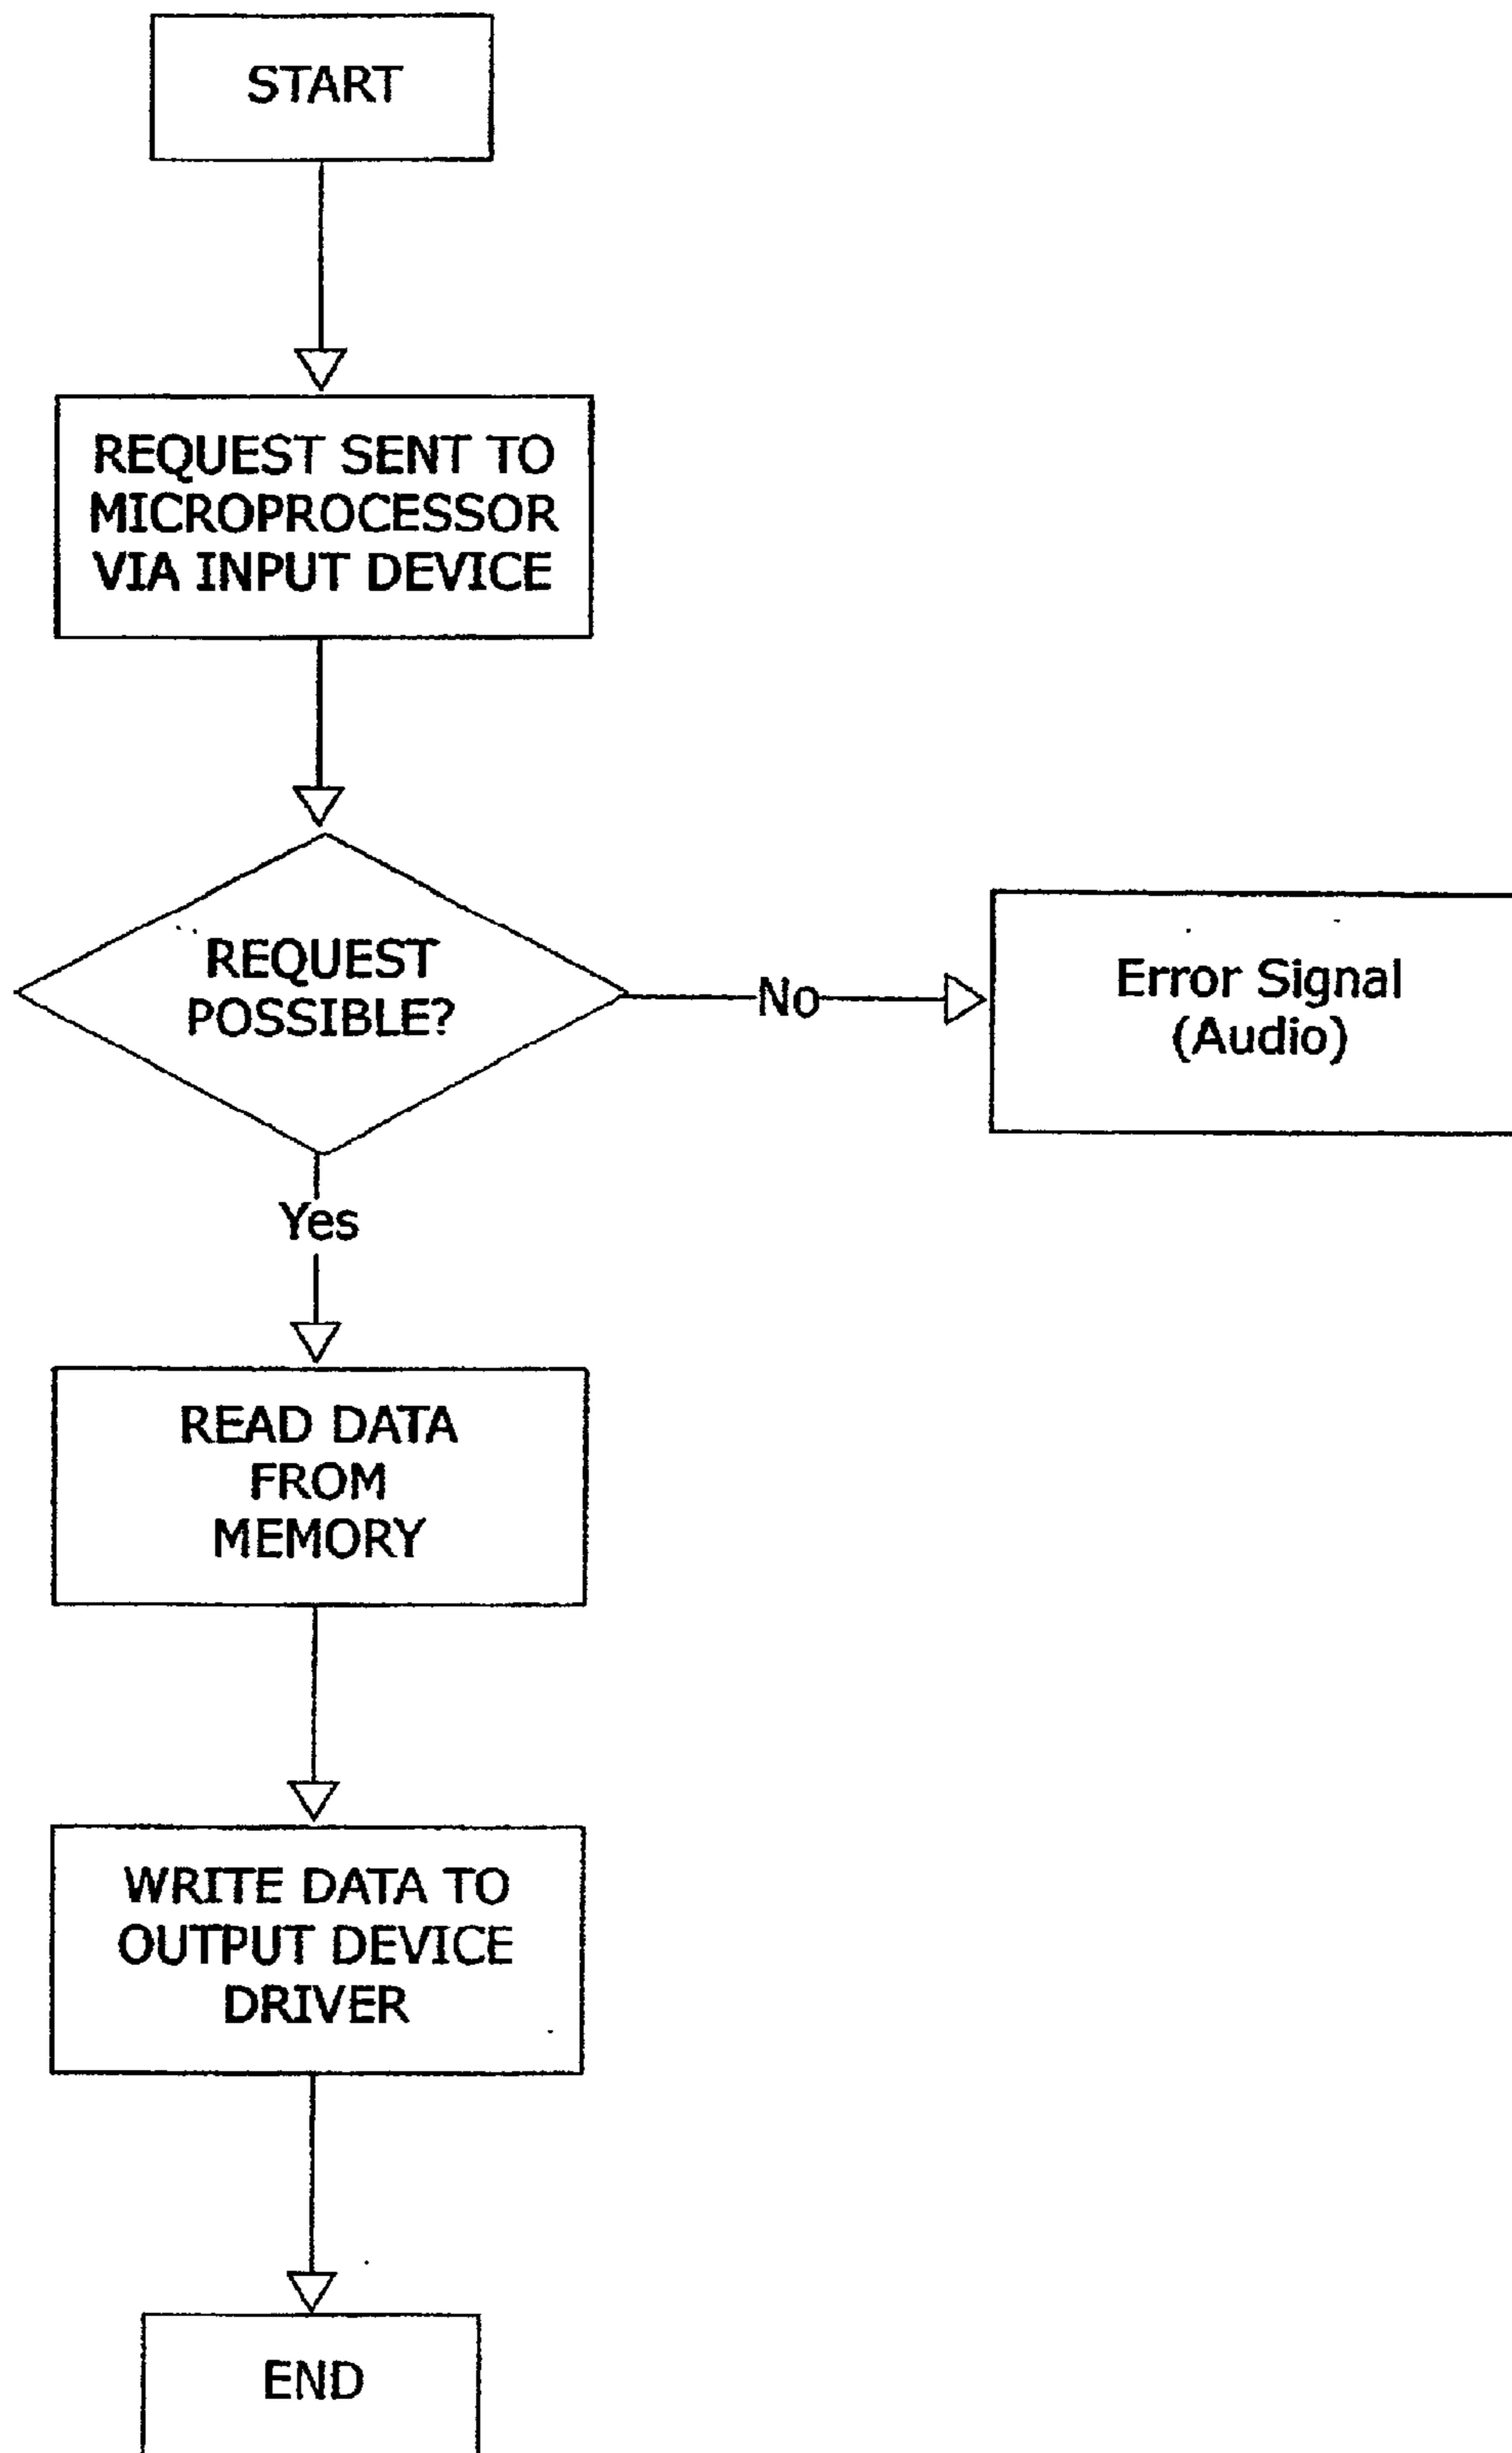 START
REQUEST SENT TO
MICROPROCESSOR
VIA INPUT DEVICE
REQUEST
POSSIBLE?
No
Error Signal
(Audio)
Yes
READ DATA
FROM
MEMORY
WRITE DATA TO
OUTPUT DEVICE
DRIVER
END